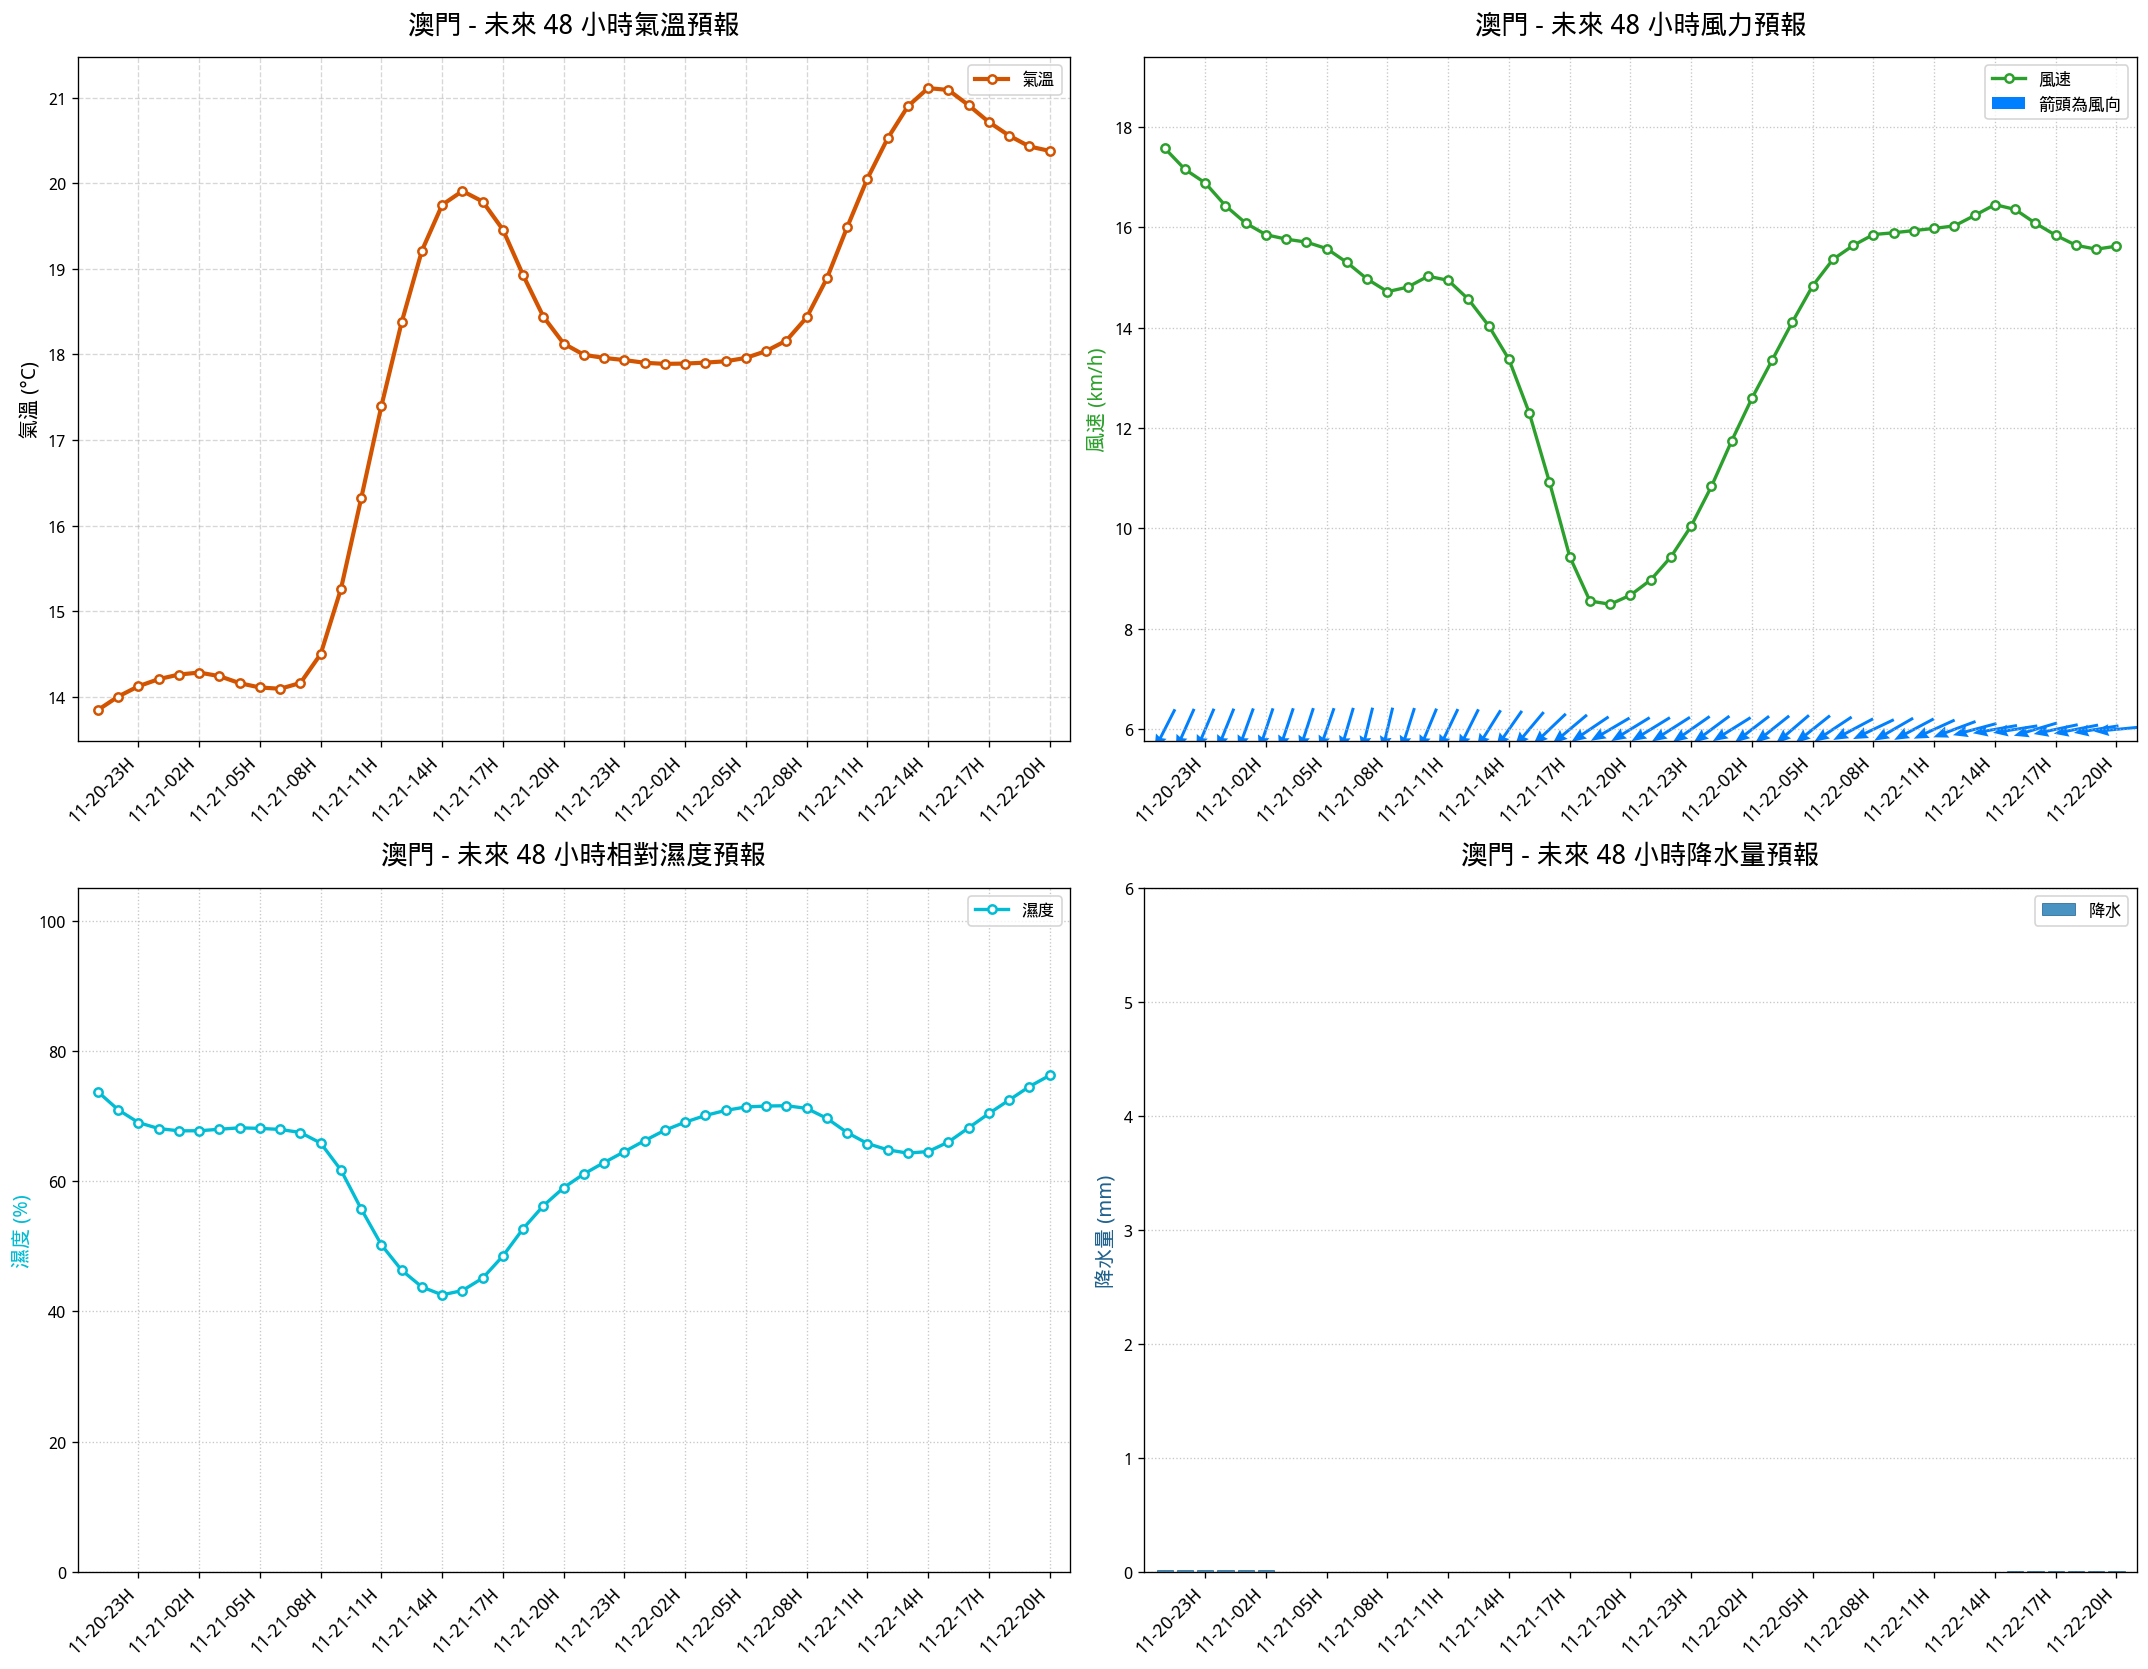 澳門 - 未來 48 小時氣溫預報
氣溫
氣溫 (°C)
21
20
19
18
17
16
15
14
11-20-23H
11-21-02H
11-21-05H
11-21-08H
11-21-11H
11-21-14H
11-21-17H
11-21-20H
11-21-23H
11-22-02H
11-22-05H
11-22-08H
11-22-11H
11-22-14H
11-22-17H
11-22-20H
澳門 - 未來 48 小時風力預報
風速
箭頭為風向
風速 (km/h)
18
16
14
12
10
8
6
11-20-23H
11-21-02H
11-21-05H
11-21-08H
11-21-11H
11-21-14H
11-21-17H
11-21-20H
11-21-23H
11-22-02H
11-22-05H
11-22-08H
11-22-11H
11-22-14H
11-22-17H
11-22-20H
澳門 - 未來 48 小時相對濕度預報
濕度
濕度 (%)
100
80
60
40
20
0
11-20-23H
11-21-02H
11-21-05H
11-21-08H
11-21-11H
11-21-14H
11-21-17H
11-21-20H
11-21-23H
11-22-02H
11-22-05H
11-22-08H
11-22-11H
11-22-14H
11-22-17H
11-22-20H
澳門 - 未來 48 小時降水量預報
降水
降水量 (mm)
6
5
4
3
2
1
0
11-20-23H
11-21-02H
11-21-05H
11-21-08H
11-21-11H
11-21-14H
11-21-17H
11-21-20H
11-21-23H
11-22-02H
11-22-05H
11-22-08H
11-22-11H
11-22-14H
11-22-17H
11-22-20H